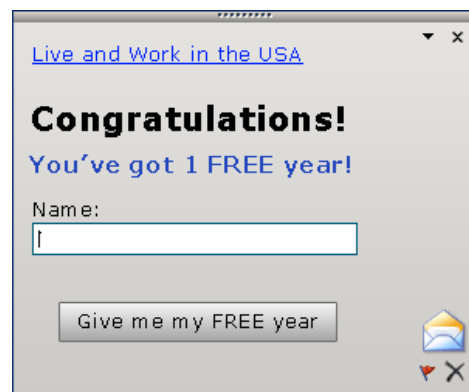 Live and Work in the USA
Congratulations!
You've got 1 FREE year!
Name:
Give me my FREE year